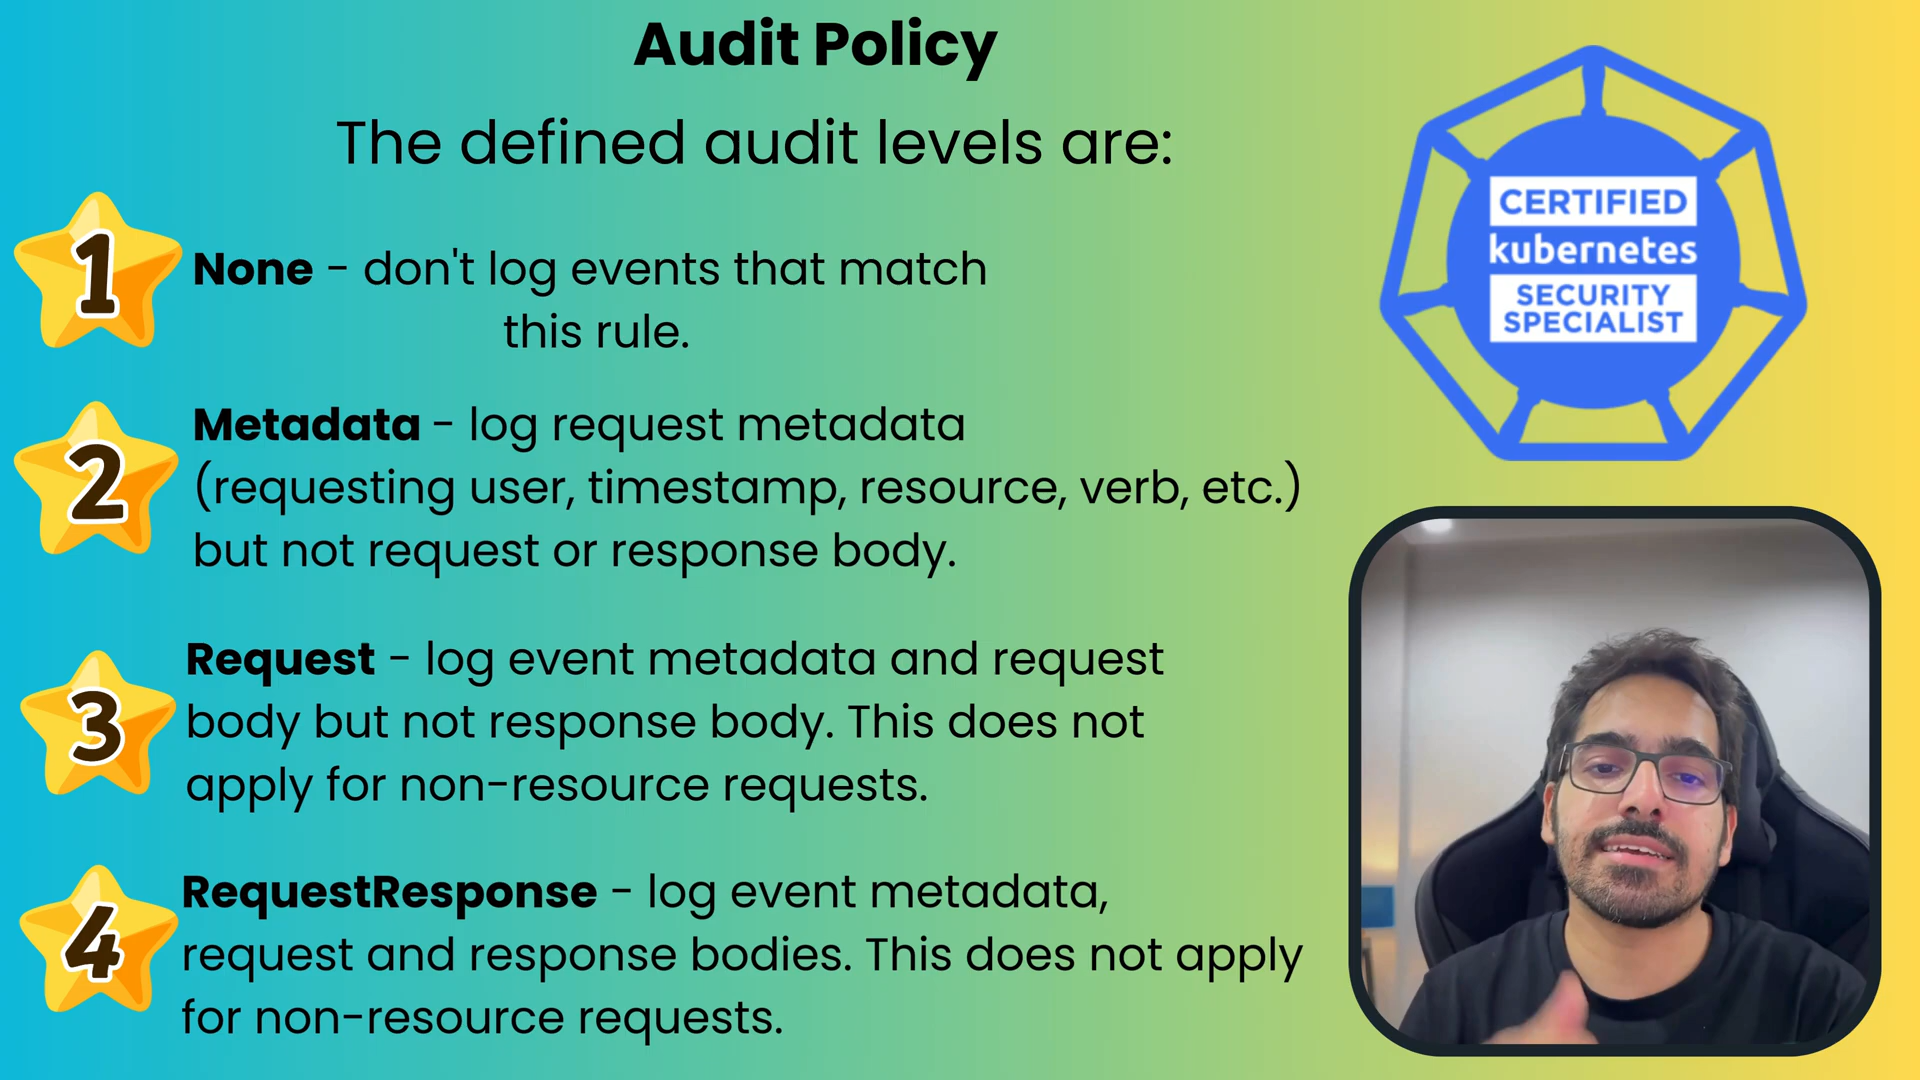 Audit Policy
The defined audit levels are:
1
None - don't log events that match
this rule.
2
Metadata - log request metadata
(requesting user, timestamp, resource, verb, etc.)
but not request or response body.
3
Request - log event metadata and request
body but not response body. This does not
apply for non-resource requests.
4
RequestResponse - log event metadata,
request and response bodies. This does not apply
for non-resource requests.
CERTIFIED
kubernetes
SECURITY
SPECIALIST